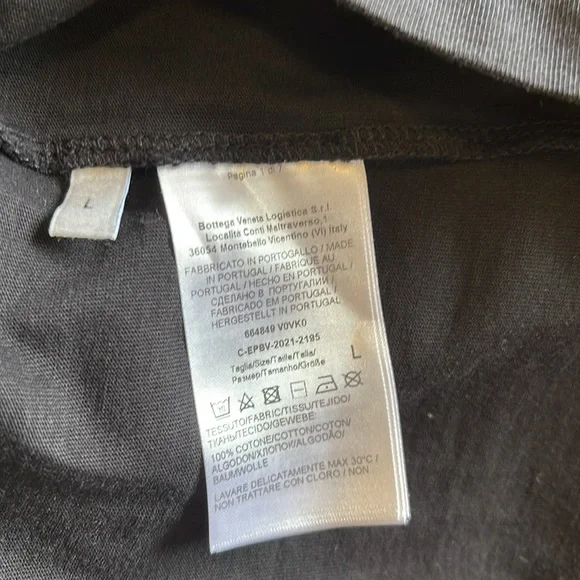 L
Pagina 1 di 7
Bottega Veneta Logistica S.r.l.
Località Conti Maltraverso,1
36054 Montebello Vicentino (VI) Italy
FABBRICATO IN PORTOGALLO / MADE
IN PORTUGAL / FABRIQUE AU
PORTUGAL / HECHO EN PORTUGAL /
СДЕЛАНО В ПОРТУГАЛИИ /
FABRICADO EM PORTUGAL /
HERGESTELLT IN PORTUGAL
664849 V0VK0
C-EPBV-2021-2195
Taglia/Size/Taille/Talla/
Размер/Tamanho/Größe L
TESSUTO/FABRIC/TISSU/TEJIDO/
ТКАНЬ/TECIDO/GEWEBE:
100% COTONE/COTTON/COTON/
ALGODON/ХЛОПОК/ALGODÃO/
BAUMWOLLE
LAVARE DELICATAMENTE MAX 30°C /
NON TRATTARE CON CLORO / NON